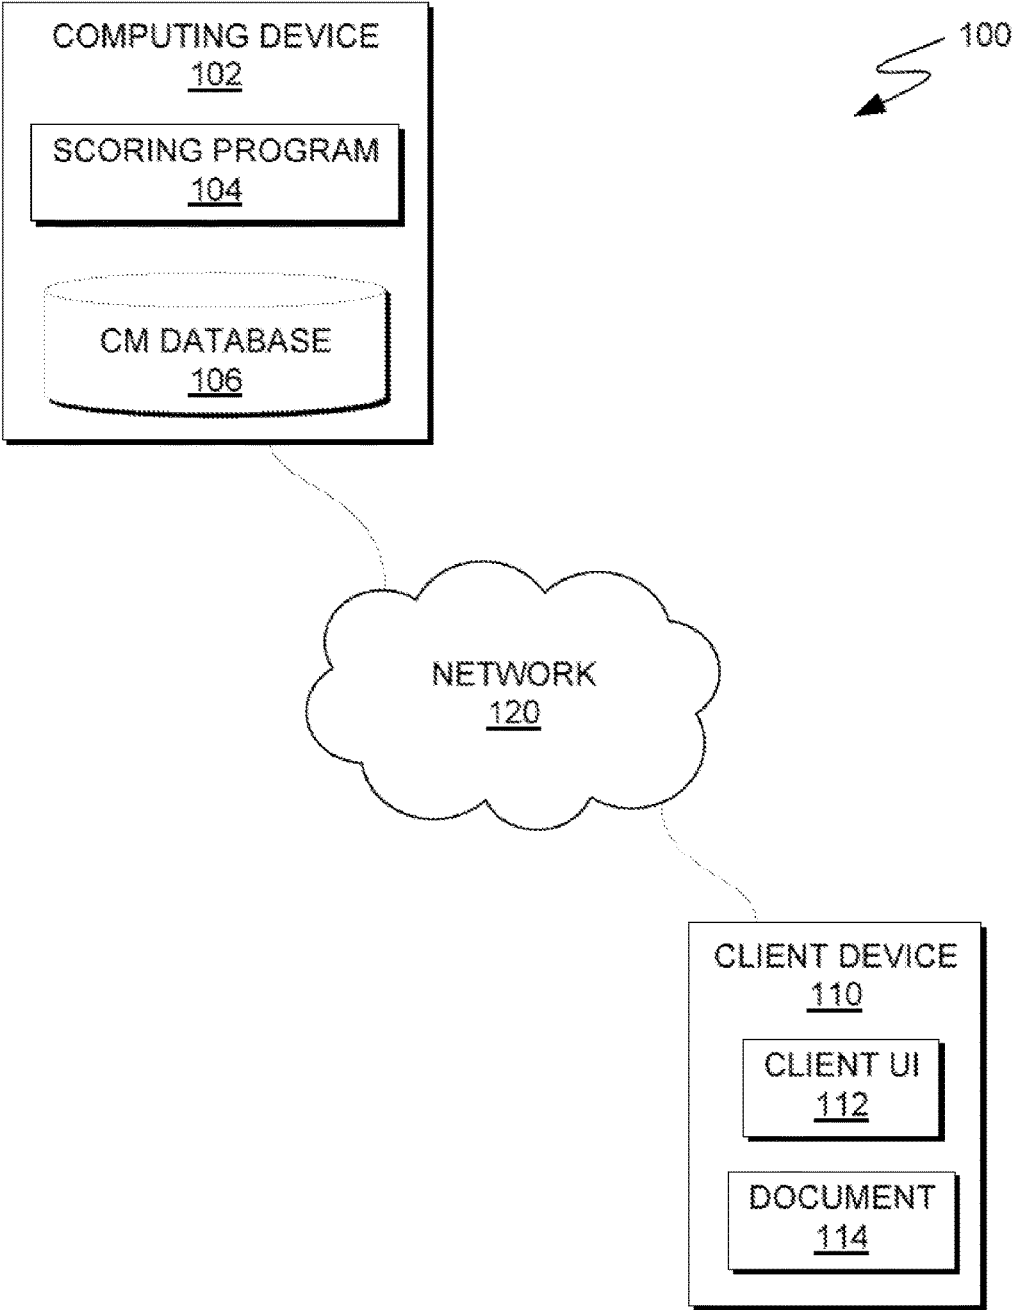 COMPUTING DEVICE
102
100
SCORING PROGRAM
104
CM DATABASE
106
NETWORK
120
CLIENT DEVICE
110
CLIENT UI
112
DOCUMENT
114